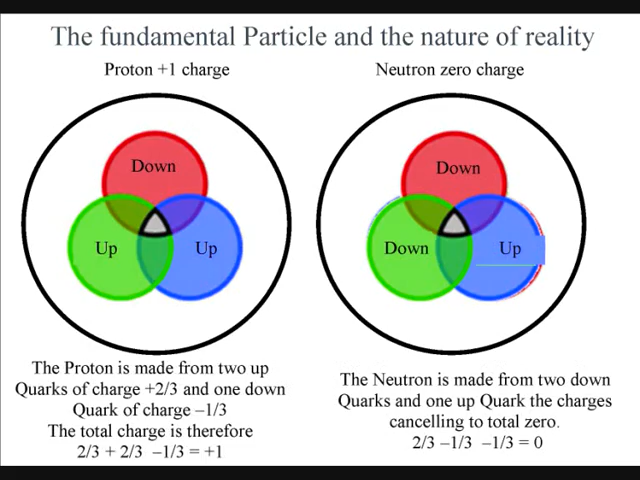 The fundamental Particle and the nature of reality
Proton +1 charge
Down
Up
Up
The Proton is made from two up
Quarks of charge +2/3 and one down
Quark of charge –1/3
The total charge is therefore
2/3 + 2/3 –1/3 = +1
Neutron zero charge
Down
Down
Up
The Neutron is made from two down
Quarks and one up Quark the charges
cancelling to total zero.
2/3 –1/3 –1/3 = 0